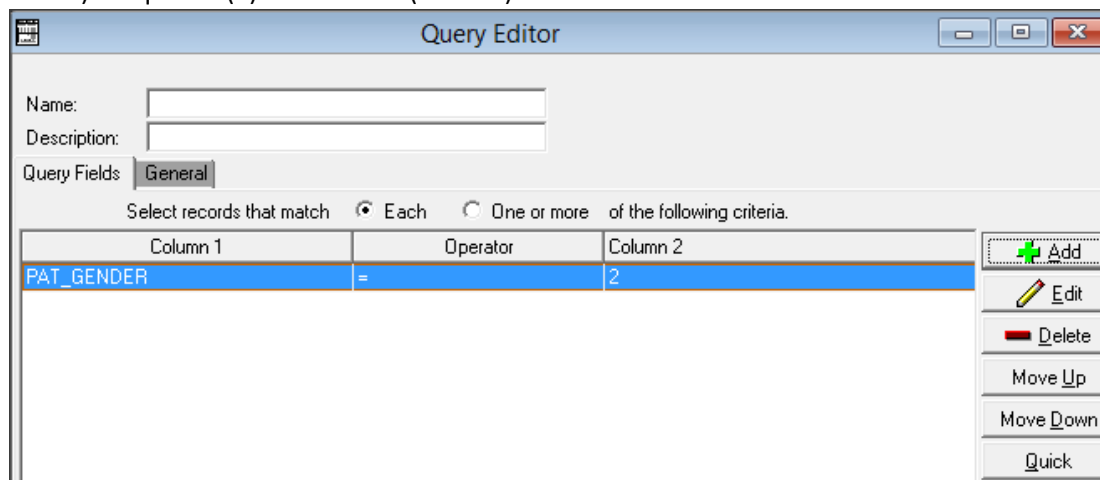 Query Editor
Name:
Description:
Query Fields General
Select records that match Each One or more of the following criteria.
Column 1 Operator Column 2
PAT_GENDER = 2
Add
Edit
Delete
Move Up
Move Down
Quick